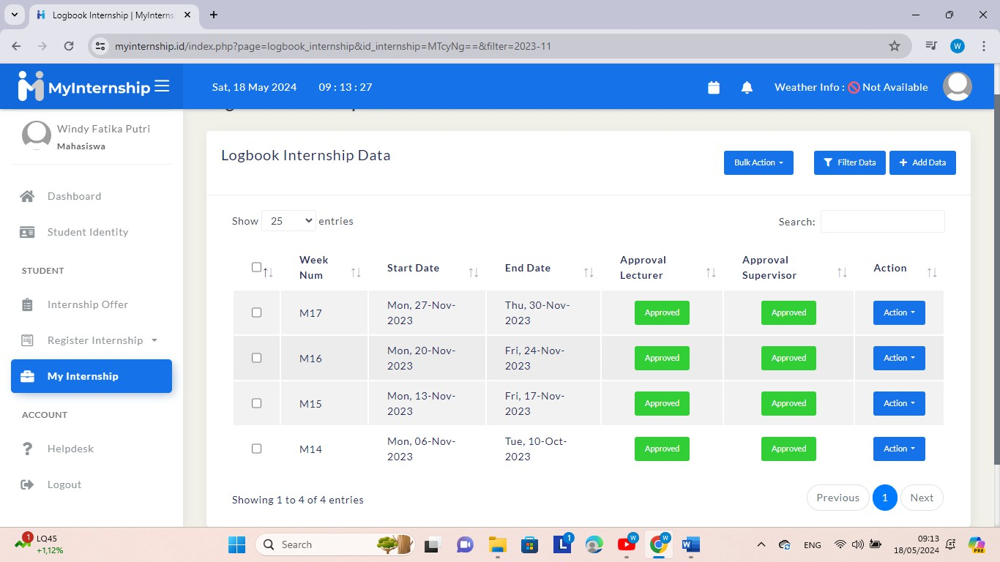 Logbook Internship | MyInterns
myinternship.id/index.php?page=logbook_internship&id_internship=MTcyNg==&filter=2023-11
W
MyInternship
Sat, 18 May 2024 09 : 13 : 27
Weather Info : Not Available
Windy Fatika Putri
Mahasiswa
Dashboard
Student Identity
STUDENT
Internship Offer
Register Internship
My Internship
ACCOUNT
Helpdesk
Logout
Logbook Internship Data
Bulk Action
Filter Data
+ Add Data
Show 25 entries
Search:
Week Num
Start Date
End Date
Approval Lecturer
Approval Supervisor
Action
M17 Mon, 27-Nov-2023 Thu, 30-Nov-2023 Approved Approved Action
M16 Mon, 20-Nov-2023 Fri, 24-Nov-2023 Approved Approved Action
M15 Mon, 13-Nov-2023 Fri, 17-Nov-2023 Approved Approved Action
M14 Mon, 06-Nov-2023 Tue, 10-Oct-2023 Approved Approved Action
Showing 1 to 4 of 4 entries
Previous 1 Next
1
LQ45
+1,12%
Search
L
1
W
W
W
ENG
09:13
18/05/2024
PRE